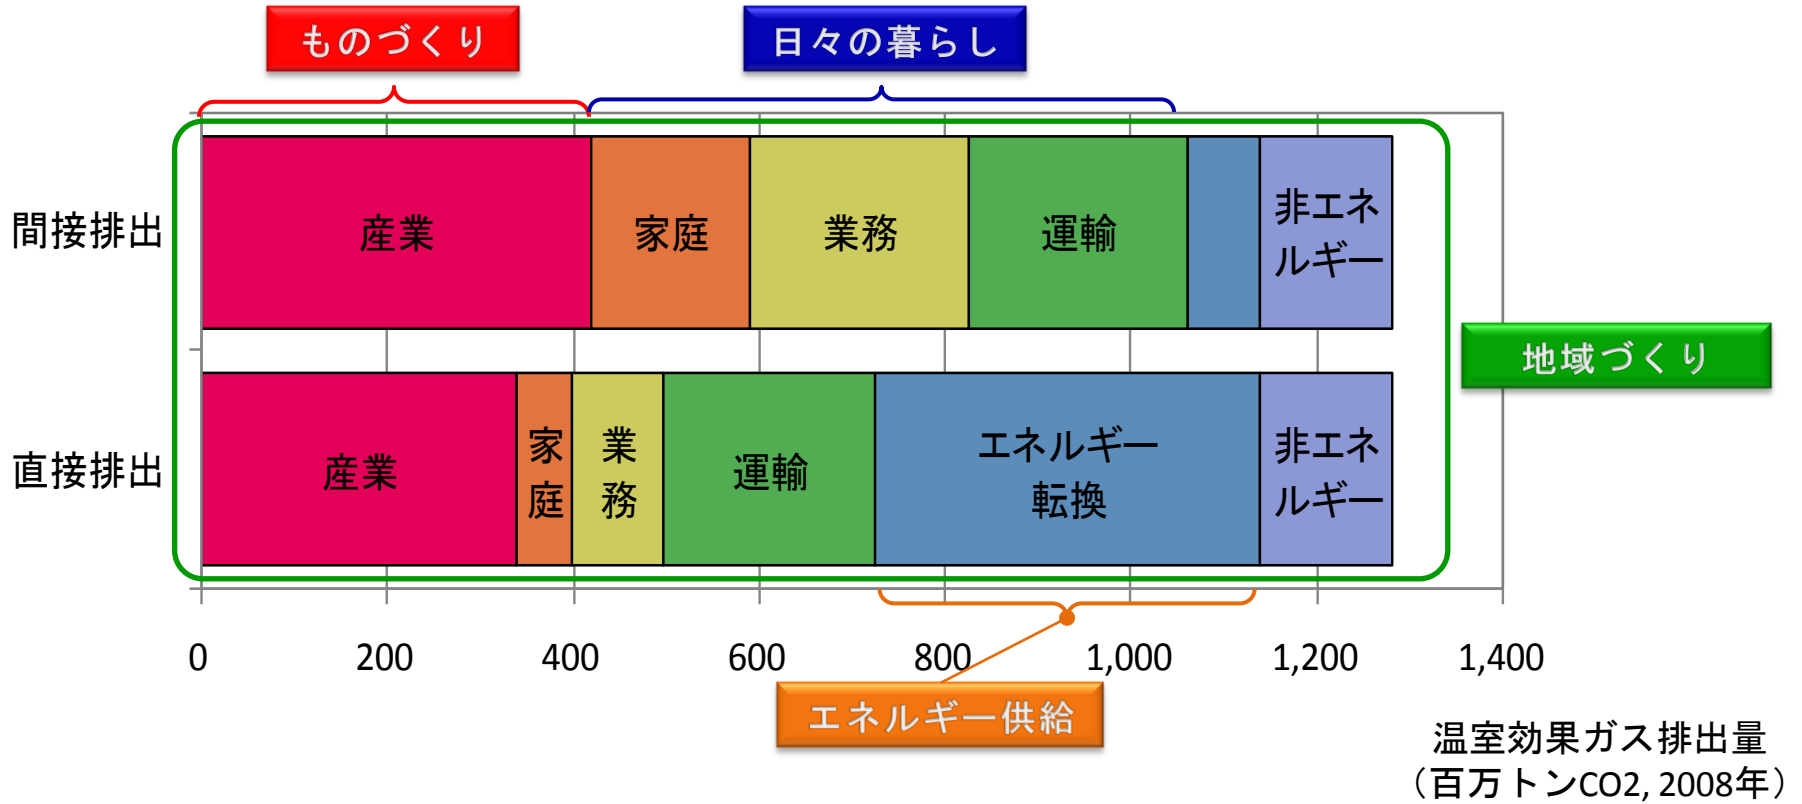 ものづくり
日々の暮らし
間接排出
産業
家庭
業務
運輸
非エネ
ルギー
地域づくり
直接排出
産業
家
庭
業
務
運輸
エネルギー
転換
非エネ
ルギー
0
200
400
600
800
1,000
1,200
1,400
エネルギー供給
温室効果ガス排出量
（百万トンCO2, 2008年）